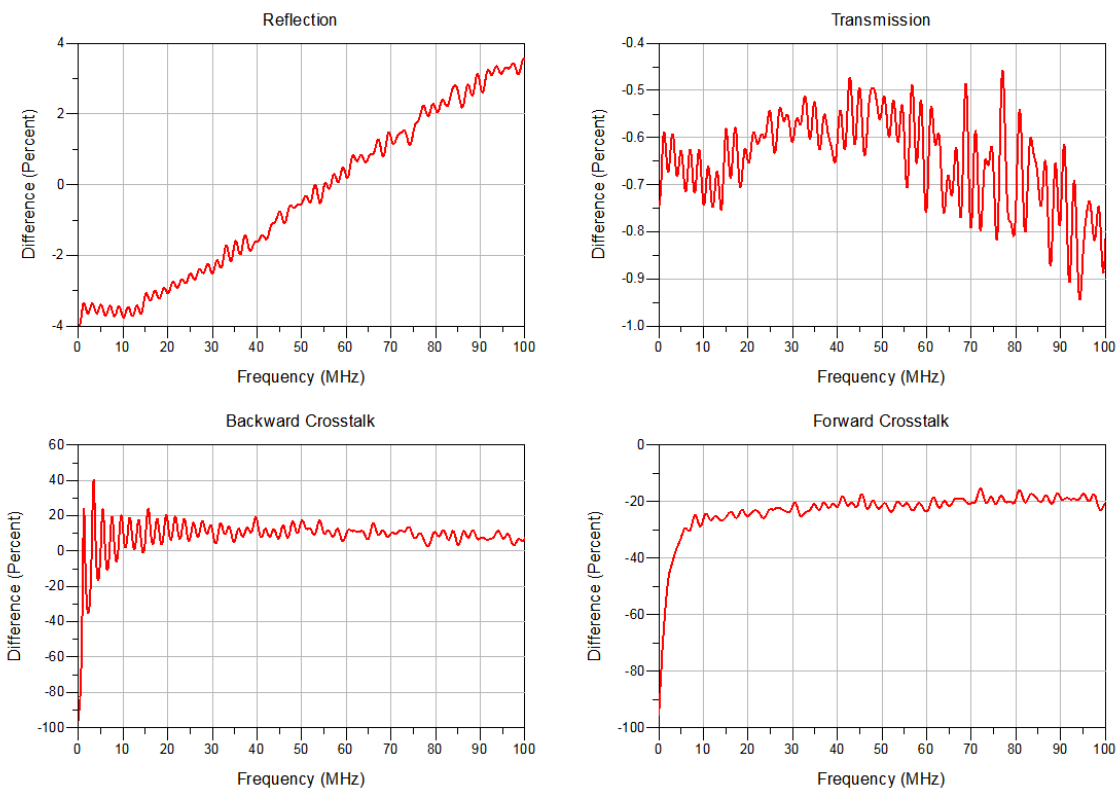 Reflection
4
2
0
-2
-4
Difference (Percent)
0 10 20 30 40 50 60 70 80 90 100
Frequency (MHz)
Transmission
-0.4
-0.5
-0.6
-0.7
-0.8
-0.9
-1.0
Difference (Percent)
0 10 20 30 40 50 60 70 80 90 100
Frequency (MHz)
Backward Crosstalk
60
40
20
0
-20
-40
-60
-80
-100
Difference (Percent)
0 10 20 30 40 50 60 70 80 90 100
Frequency (MHz)
Forward Crosstalk
0
-20
-40
-60
-80
-100
Difference (Percent)
0 10 20 30 40 50 60 70 80 90 100
Frequency (MHz)